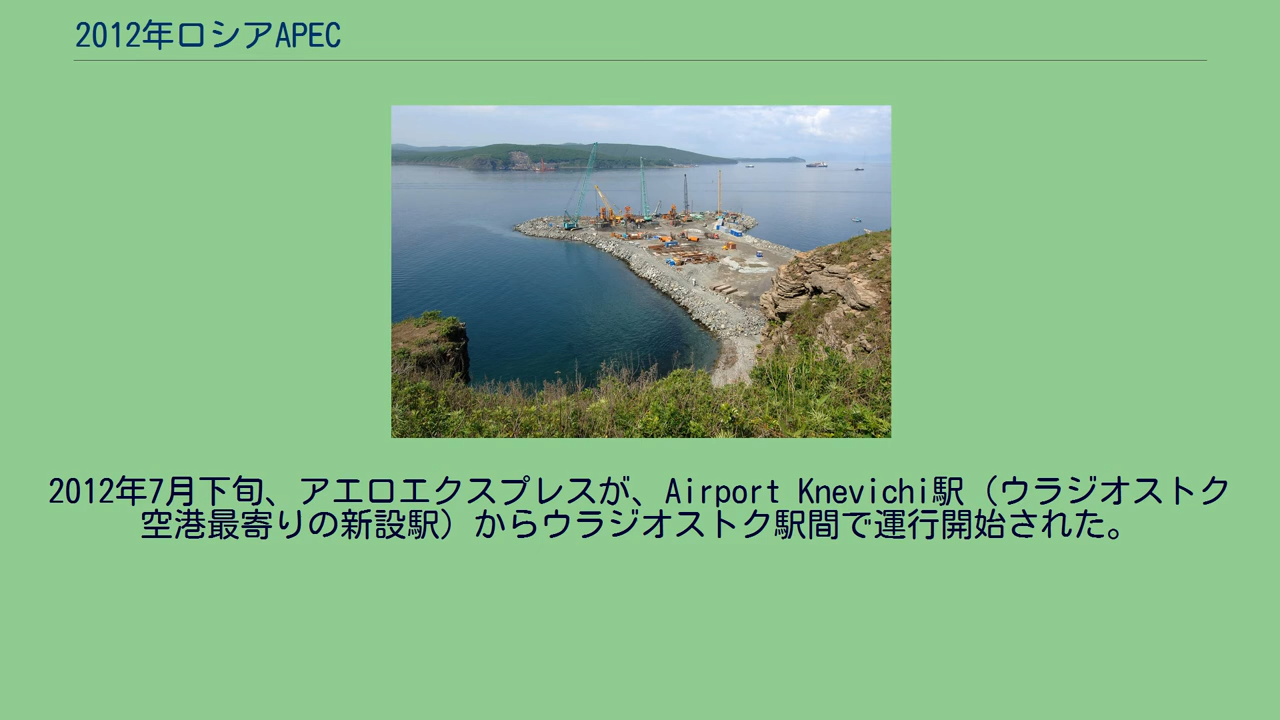 2012年ロシアAPEC
2012年7月下旬、アエロエクスプレスが、Airport Knevichi駅（ウラジオストク
空港最寄りの新設駅）からウラジオストク駅間で運行開始された。